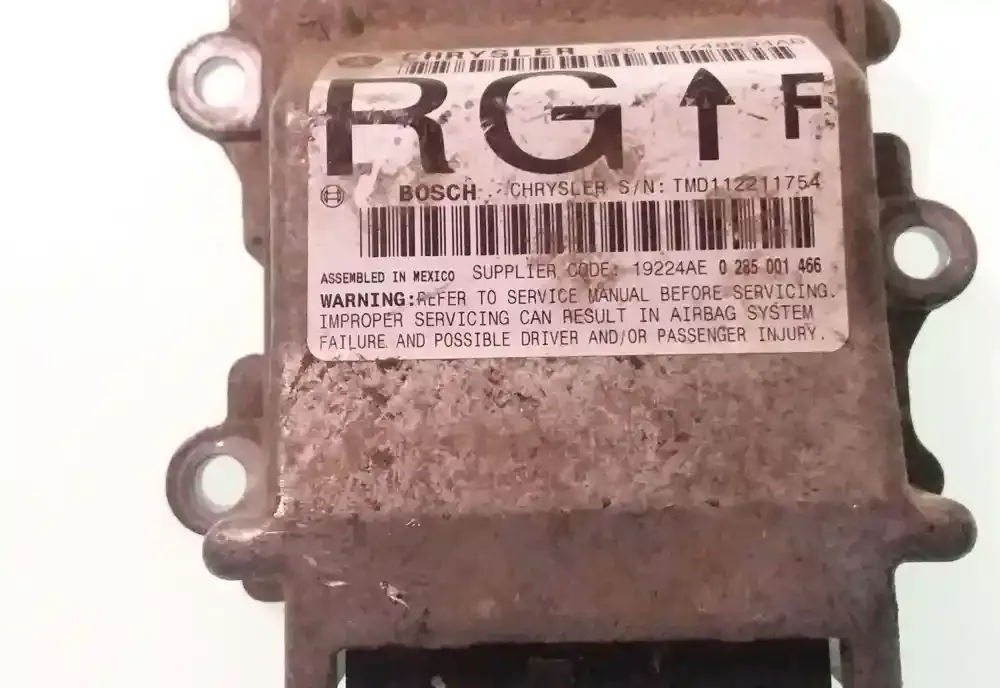 CHRYSLER
RG↑F
BOSCH CHRYSLER S/N: TMD112211754
ASSEMBLED IN MEXICO SUPPLIER CODE: 19224AE 0 285 001 466
WARNING:REFER TO SERVICE MANUAL BEFORE SERVICING.
IMPROPER SERVICING CAN RESULT IN AIRBAG SYSTEM
FAILURE AND POSSIBLE DRIVER AND/OR PASSENGER INJURY.